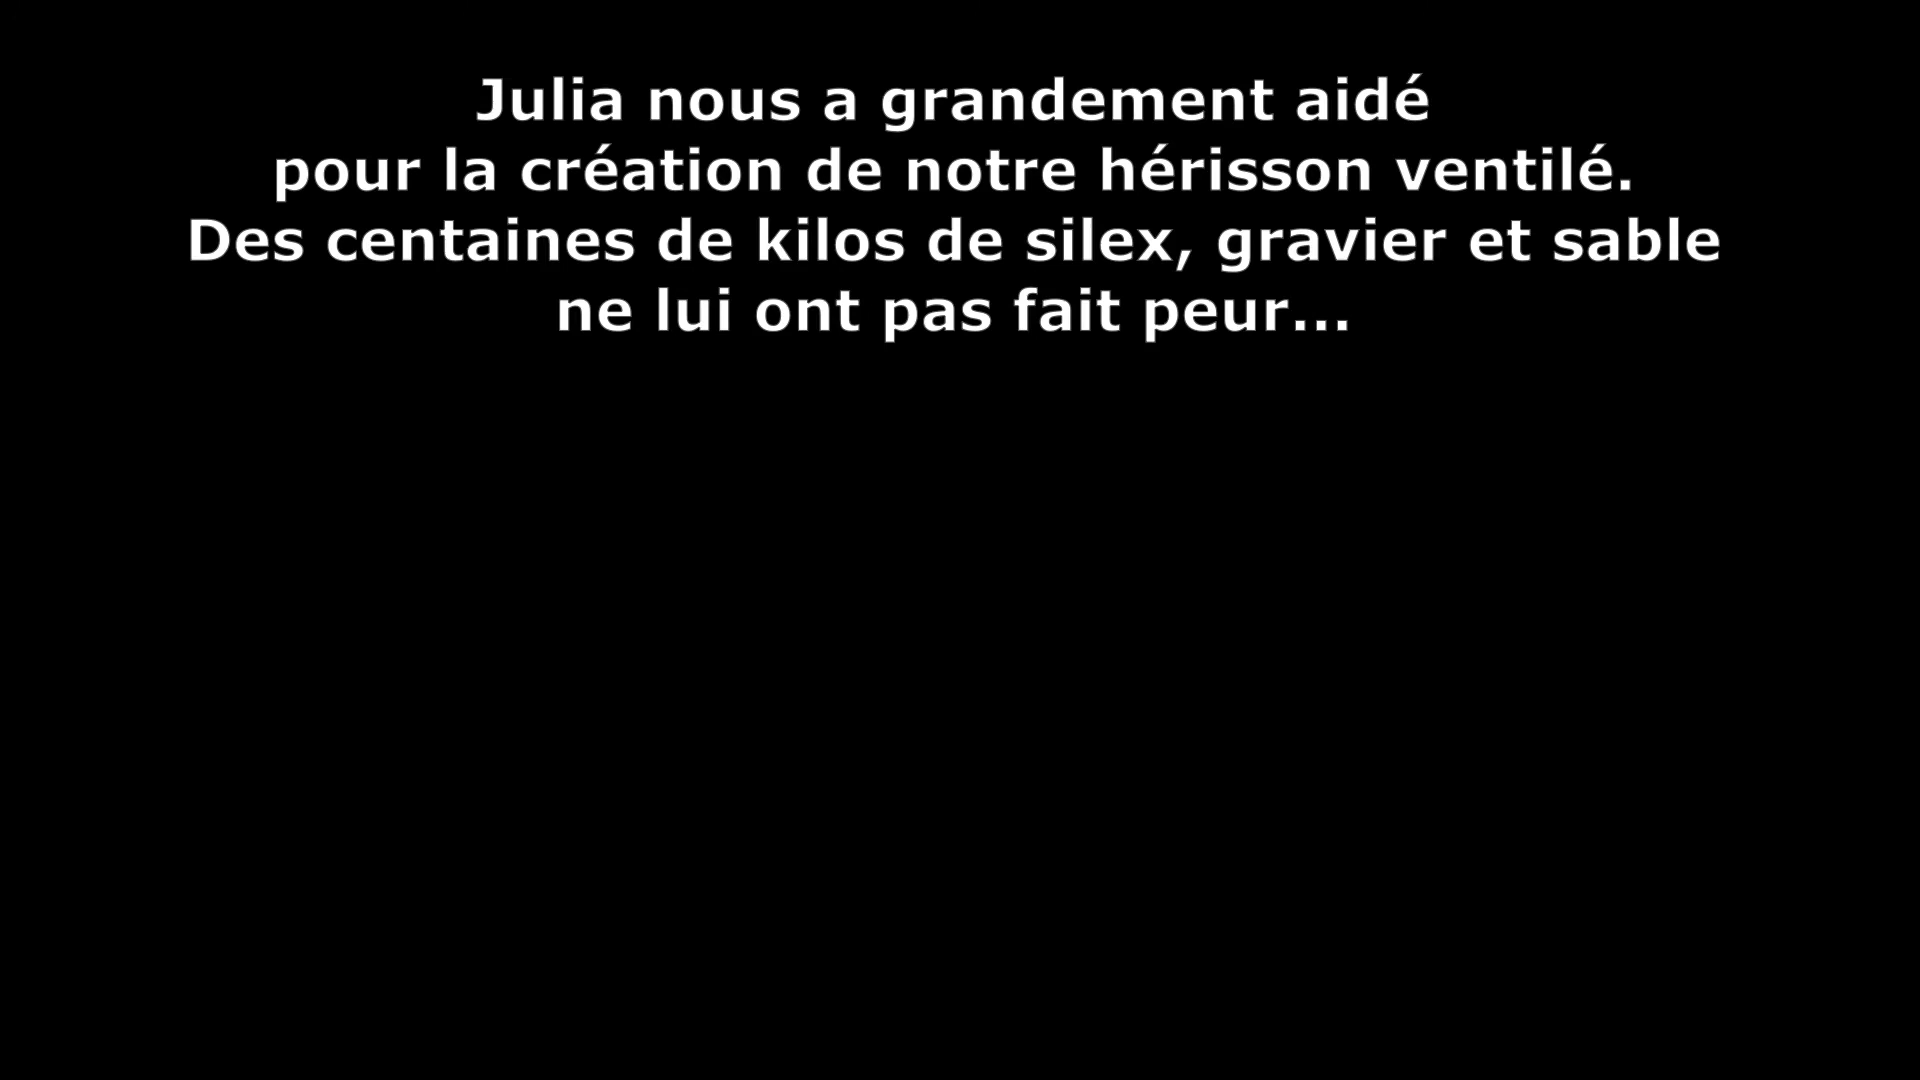 Julia nous a grandement aidé
pour la création de notre hérisson ventilé.
Des centaines de kilos de silex, gravier et sable
ne lui ont pas fait peur...